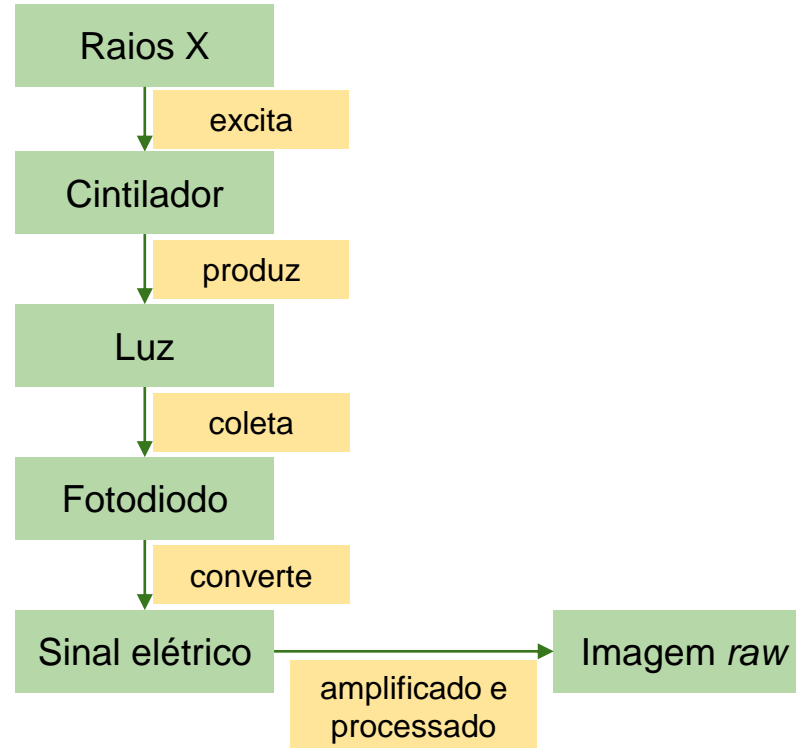 Raios X
excita
Cintilador
produz
Luz
coleta
Fotodiodo
converte
Sinal elétrico
amplificado e
processado
Imagem raw